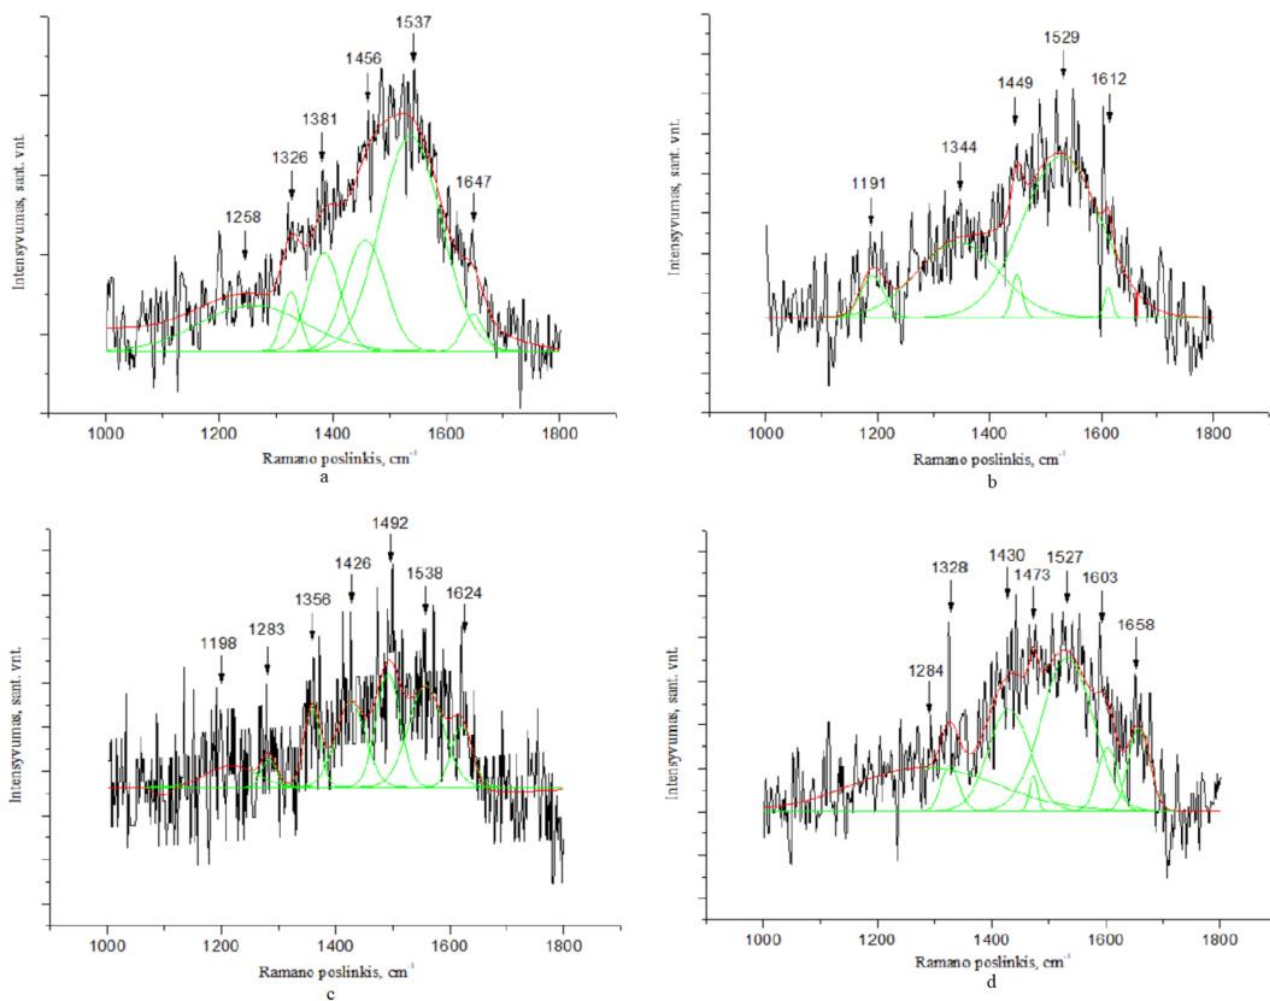 1537
1456
1381
1326
1647
1258
Intensyvumas, sant. vnt.
1000 1200 1400 1600 1800
Ramano poslinkis, cm⁻¹
a
1529
1449
1612
1344
1191
Intensyvumas, sant. vnt.
1000 1200 1400 1600 1800
Ramano poslinkis, cm⁻¹
b
1492
1426
1538
1356
1624
1283
1198
Intensyvumas, sant. vnt.
1000 1200 1400 1600 1800
Ramano poslinkis, cm⁻¹
c
1430 1527
1328
1473 1603
1658
1284
Intensyvumas, sant. vnt.
1000 1200 1400 1600 1800
Ramano poslinkis, cm⁻¹
d